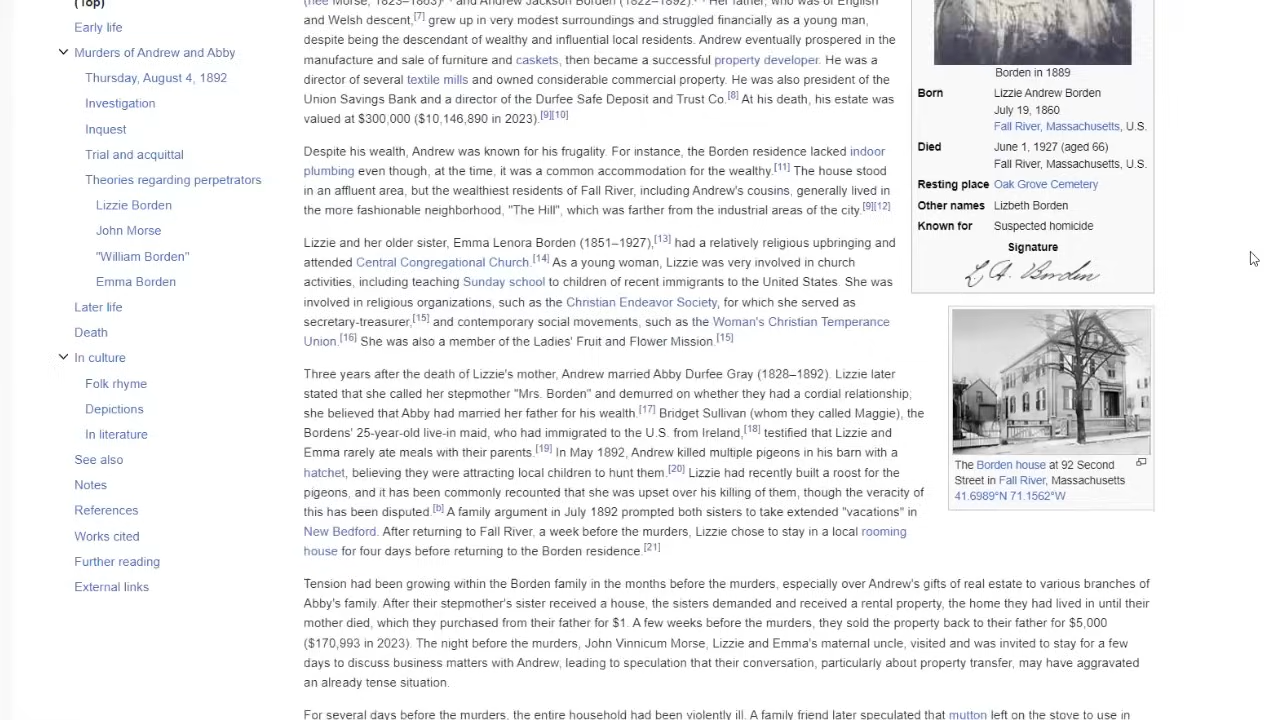 (Top)
Early life
Murders of Andrew and Abby
Thursday, August 4, 1892
Investigation
Inquest
Trial and acquittal
Theories regarding perpetrators
Lizzie Borden
John Morse
"William Borden"
Emma Borden
Later life
Death
In culture
Folk rhyme
Depictions
In literature
See also
Notes
References
Works cited
Further reading
External links
(née Morse, 1823–1863) and Andrew Jackson Borden (1822–1892). Her father, who was of English
and Welsh descent,[7] grew up in very modest surroundings and struggled financially as a young man,
despite being the descendant of wealthy and influential local residents. Andrew eventually prospered in the
manufacture and sale of furniture and caskets, then became a successful property developer. He was a
director of several textile mills and owned considerable commercial property. He was also president of the
Union Savings Bank and a director of the Durfee Safe Deposit and Trust Co.[8] At his death, his estate was
valued at $300,000 ($10,146,890 in 2023).[9][10]
Despite his wealth, Andrew was known for his frugality. For instance, the Borden residence lacked indoor
plumbing even though, at the time, it was a common accommodation for the wealthy.[11] The house stood
in an affluent area, but the wealthiest residents of Fall River, including Andrew's cousins, generally lived in
the more fashionable neighborhood, "The Hill", which was farther from the industrial areas of the city.[9][12]
Lizzie and her older sister, Emma Lenora Borden (1851–1927),[13] had a relatively religious upbringing and
attended Central Congregational Church.[14] As a young woman, Lizzie was very involved in church
activities, including teaching Sunday school to children of recent immigrants to the United States. She was
involved in religious organizations, such as the Christian Endeavor Society, for which she served as
secretary-treasurer,[15] and contemporary social movements, such as the Woman's Christian Temperance
Union.[16] She was also a member of the Ladies' Fruit and Flower Mission.[15]
Three years after the death of Lizzie's mother, Andrew married Abby Durfee Gray (1828–1892). Lizzie later
stated that she called her stepmother "Mrs. Borden" and demurred on whether they had a cordial relationship;
she believed that Abby had married her father for his wealth.[17] Bridget Sullivan (whom they called Maggie), the
Bordens' 25-year-old live-in maid, who had immigrated to the U.S. from Ireland,[18] testified that Lizzie and
Emma rarely ate meals with their parents.[19] In May 1892, Andrew killed multiple pigeons in his barn with a
hatchet, believing they were attracting local children to hunt them.[20] Lizzie had recently built a roost for the
pigeons, and it has been commonly recounted that she was upset over his killing of them, though the veracity of
this has been disputed.[b] A family argument in July 1892 prompted both sisters to take extended "vacations" in
New Bedford. After returning to Fall River, a week before the murders, Lizzie chose to stay in a local rooming
house for four days before returning to the Borden residence.[21]
Tension had been growing within the Borden family in the months before the murders, especially over Andrew's gifts of real estate to various branches of
Abby's family. After their stepmother's sister received a house, the sisters demanded and received a rental property, the home they had lived in until their
mother died, which they purchased from their father for $1. A few weeks before the murders, they sold the property back to their father for $5,000
($170,993 in 2023). The night before the murders, John Vinnicum Morse, Lizzie and Emma's maternal uncle, visited and was invited to stay for a few
days to discuss business matters with Andrew, leading to speculation that their conversation, particularly about property transfer, may have aggravated
an already tense situation.
For several days before the murders, the entire household had been violently ill. A family friend later speculated that mutton left on the stove to use in
Borden in 1889
Born Lizzie Andrew Borden
July 19, 1860
Fall River, Massachusetts, U.S.
Died June 1, 1927 (aged 66)
Fall River, Massachusetts, U.S.
Resting place Oak Grove Cemetery
Other names Lizbeth Borden
Known for Suspected homicide
Signature
L. A. Borden
The Borden house at 92 Second
Street in Fall River, Massachusetts
41.6989°N 71.1562°W